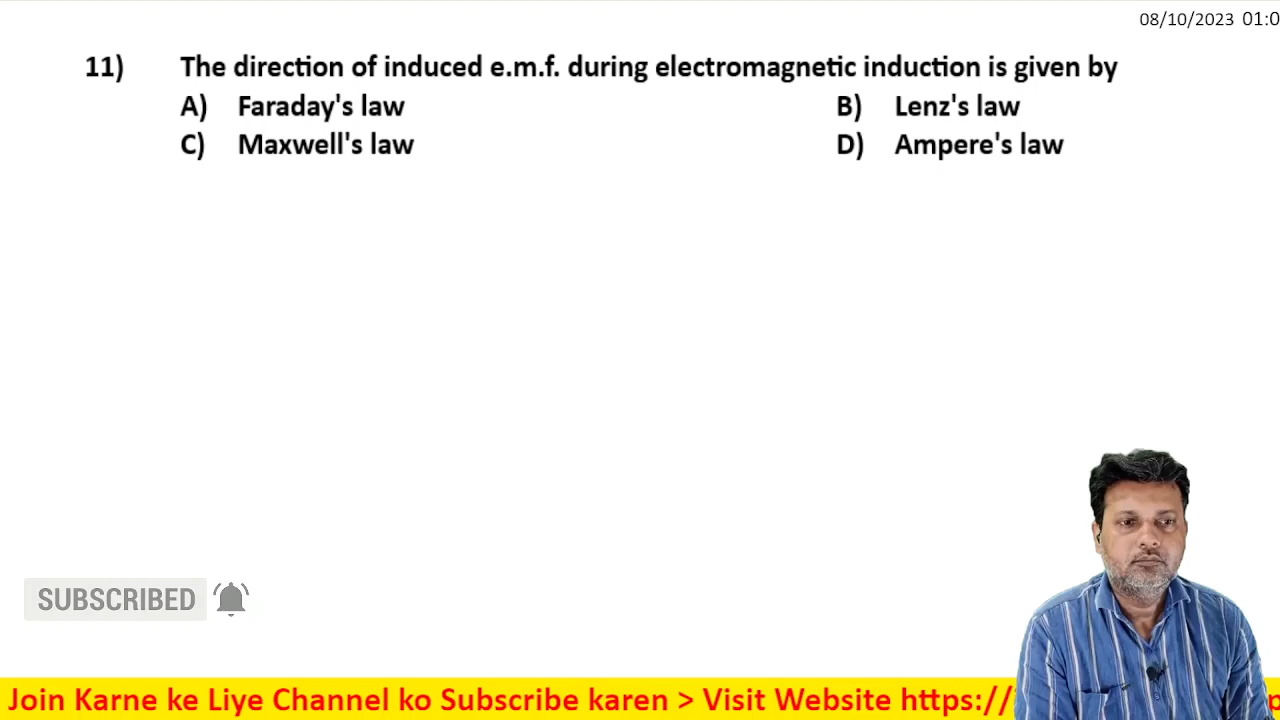 08/10/2023 01:0
11) The direction of induced e.m.f. during electromagnetic induction is given by
A) Faraday's law B) Lenz's law
C) Maxwell's law D) Ampere's law
SUBSCRIBED
Join Karne ke Liye Channel ko Subscribe karen > Visit Website https://